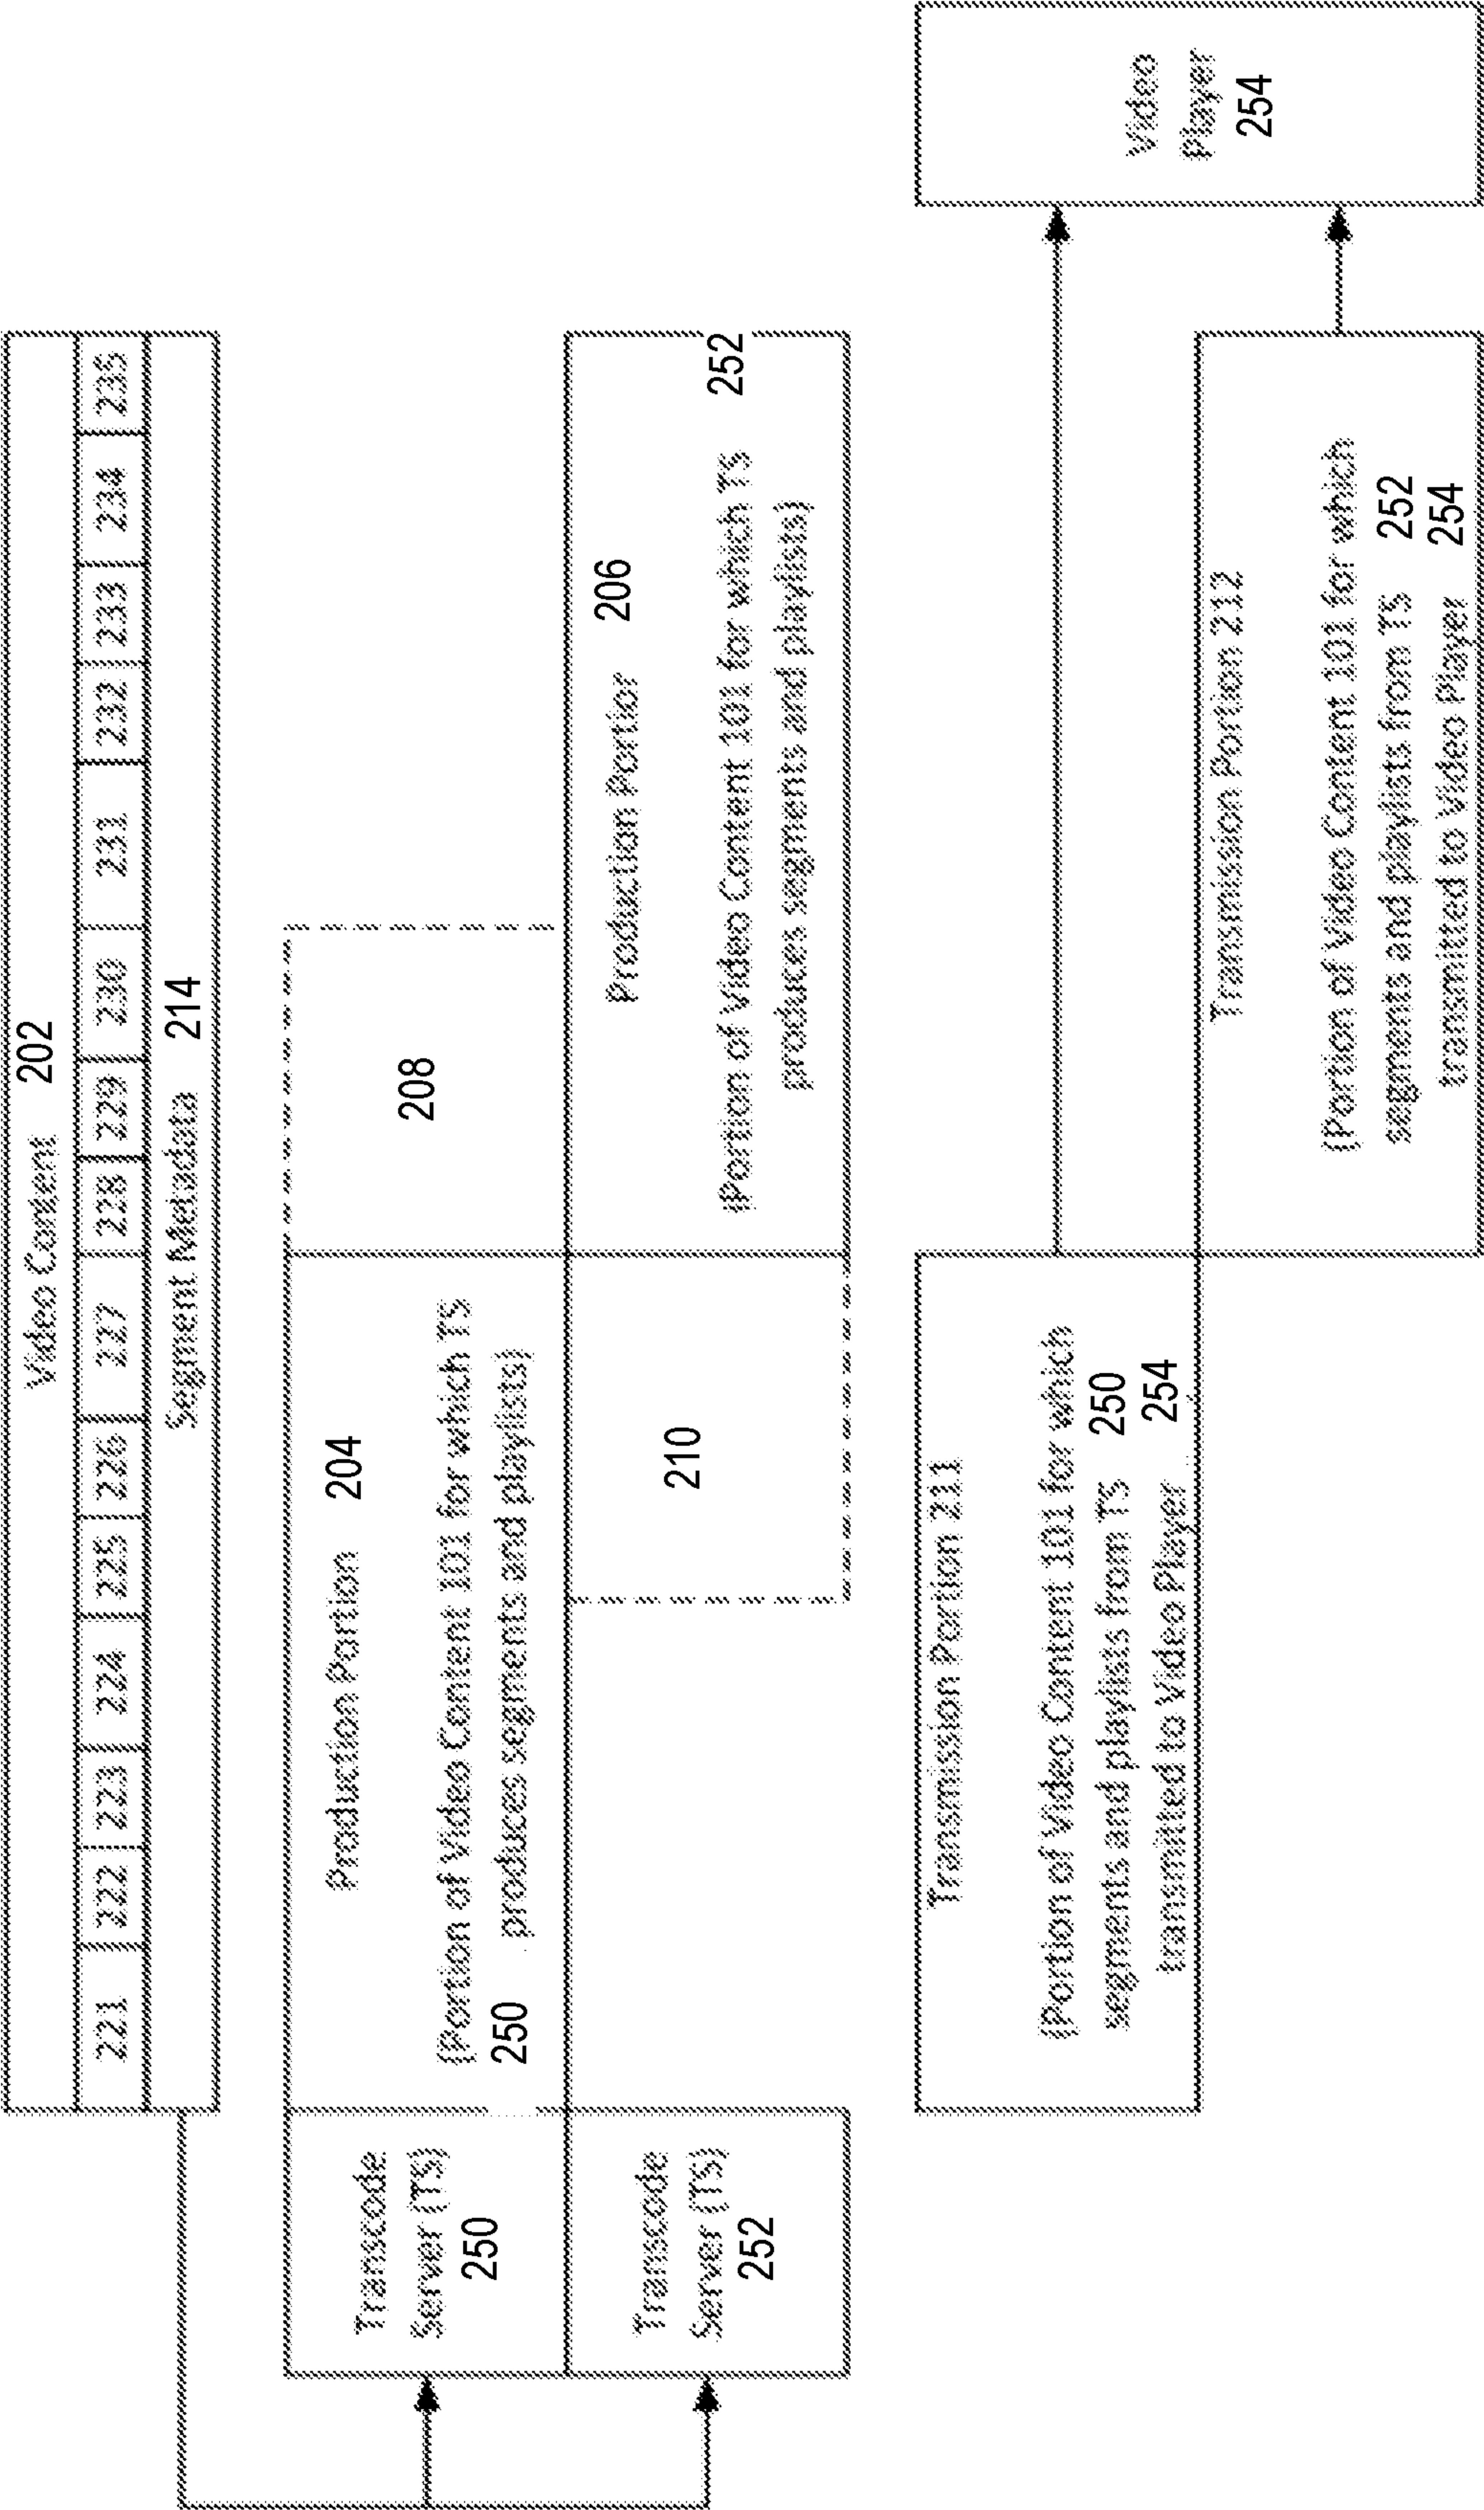 Video Content 202
221 222 223 224 225 226 227 228 229 230 231 232 233 234 235
Segment Metadata 214
Transcode
Server (TS)
250
Production Portion 204
(Portion of Video Content 101 for which TS
250 produces segments and playlists)
208
Transcode
Server (TS)
252
210
Production Portior 206
(Portion of Video Content 101 for which TS 252
produces segments and playlists)
Transmission Portion 211
(Portion of Video Content 101 for which
segments and playlists from TS 250
transmitted to Video Player 254
Transmission Portion 212
(Portion of Video Content 101 for which
segments and playlists from TS 252
transmitted to Video Player 254
Video
Player
254